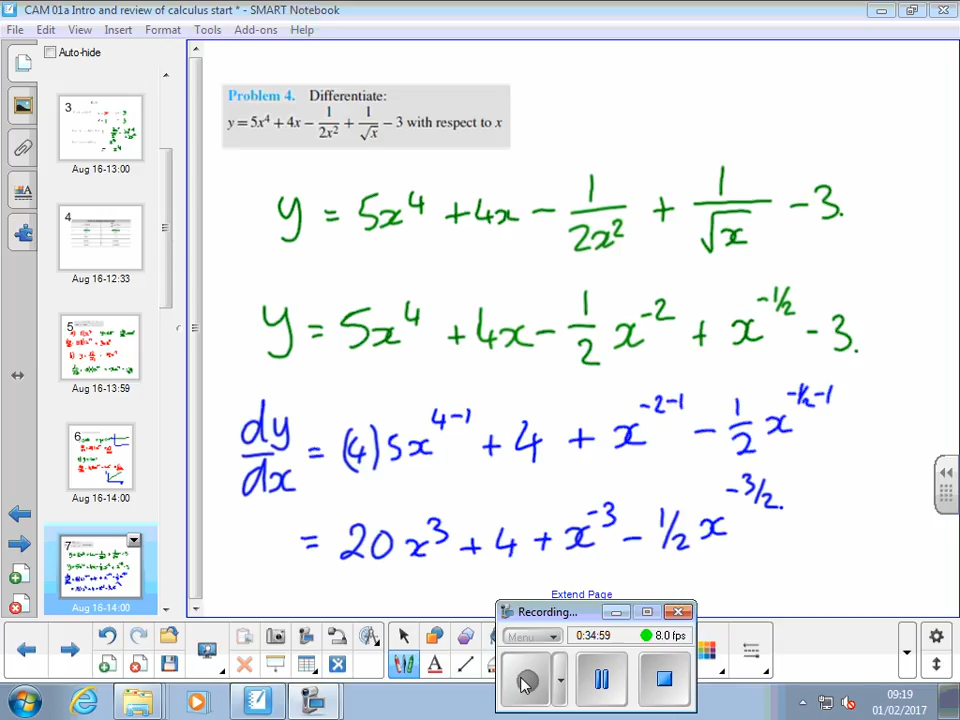 CAM 01a Intro and review of calculus start * - SMART Notebook
File Edit View Insert Format Tools Add-ons Help
Auto-hide
3
Aug 16-13:00
4
Aug 16-12:33
5
Aug 16-13:59
6
Aug 16-14:00
7
Aug 16-14:00
Problem 4. Differentiate:
y = 5x⁴ + 4x − 1/2x² + 1/√x − 3 with respect to x
y = 5x⁴ + 4x − 1/2x² + 1/√x − 3.
y = 5x⁴ + 4x − 1/2 x⁻² + x^-1/2 − 3.
dy/dx = (4)5x^4-1 + 4 + x^-2-1 − 1/2 x^-1/2-1
= 20x³ + 4 + x⁻³ − 1/2 x^-3/2.
Extend Page
Recording...
Menu 0:34:59 8.0 fps
A
09:19
01/02/2017